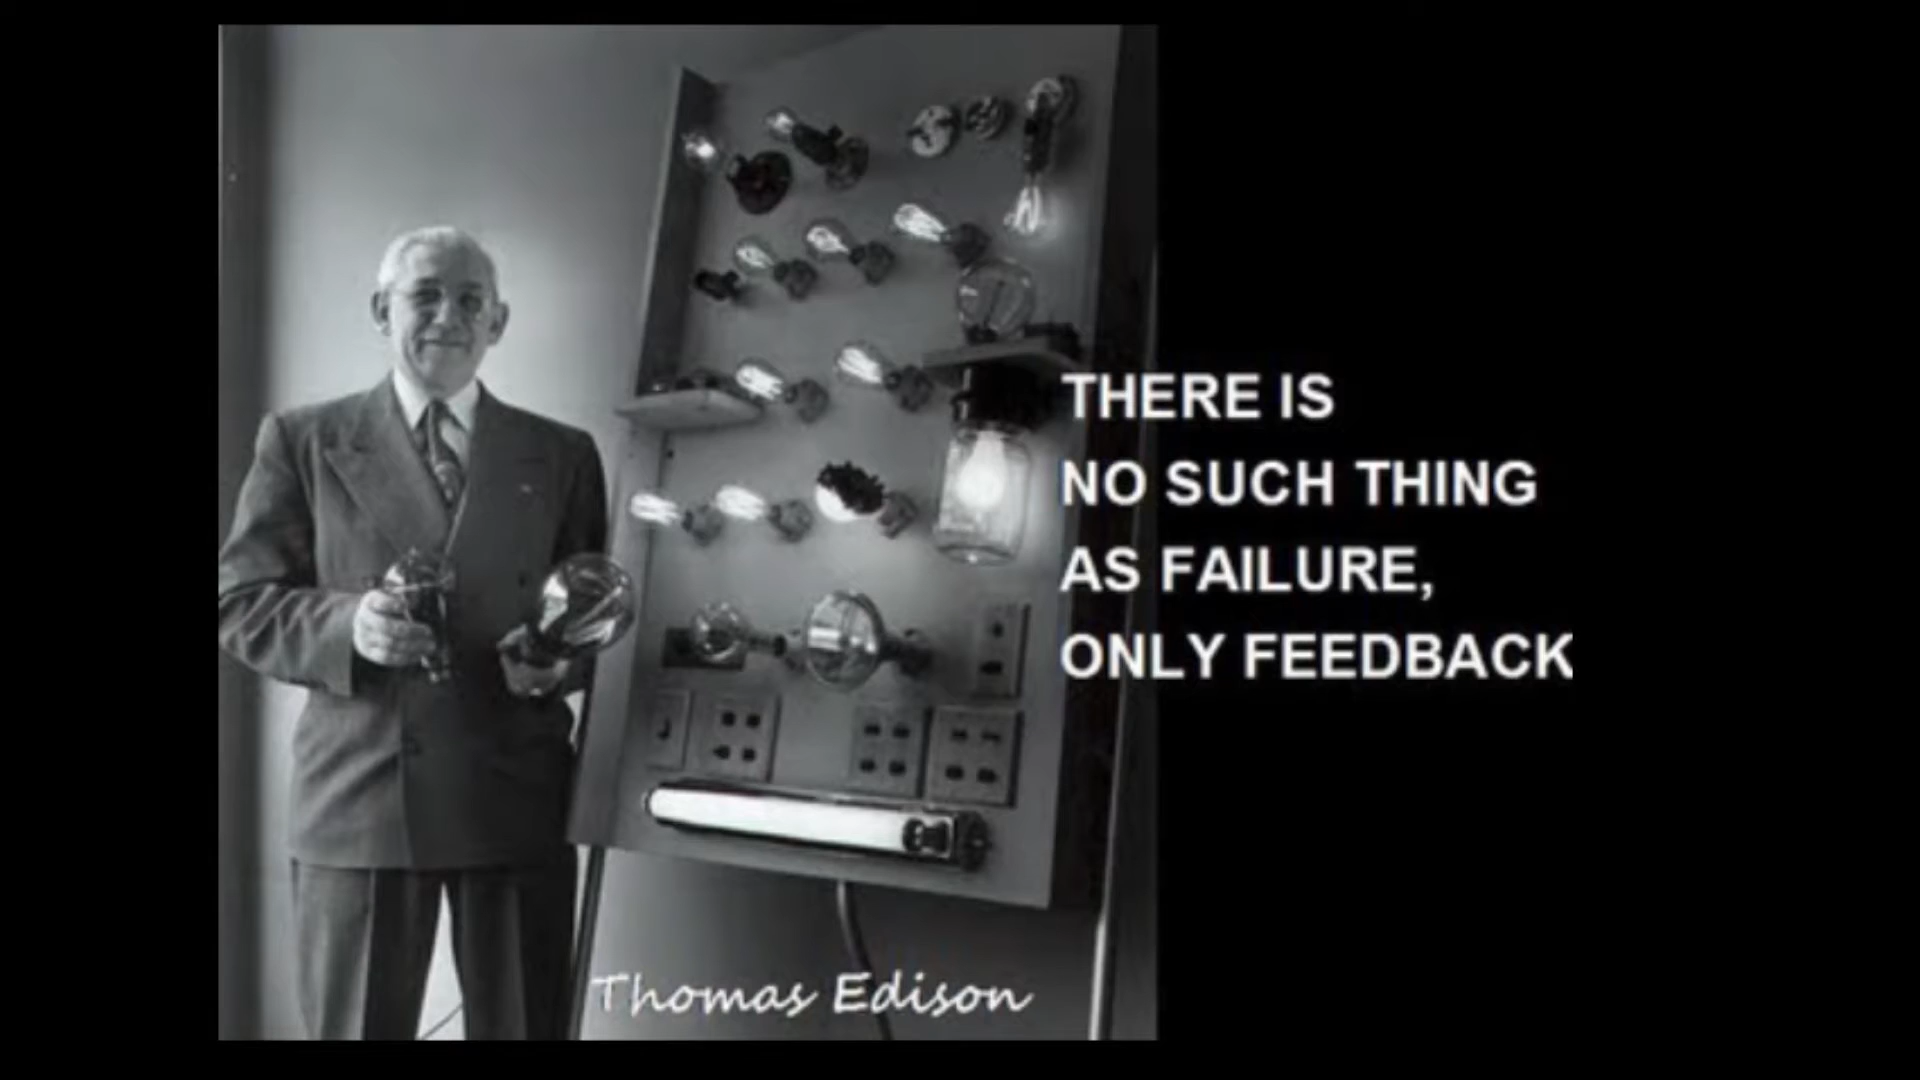 THERE IS
NO SUCH THING
AS FAILURE,
ONLY FEEDBACK
Thomas Edison